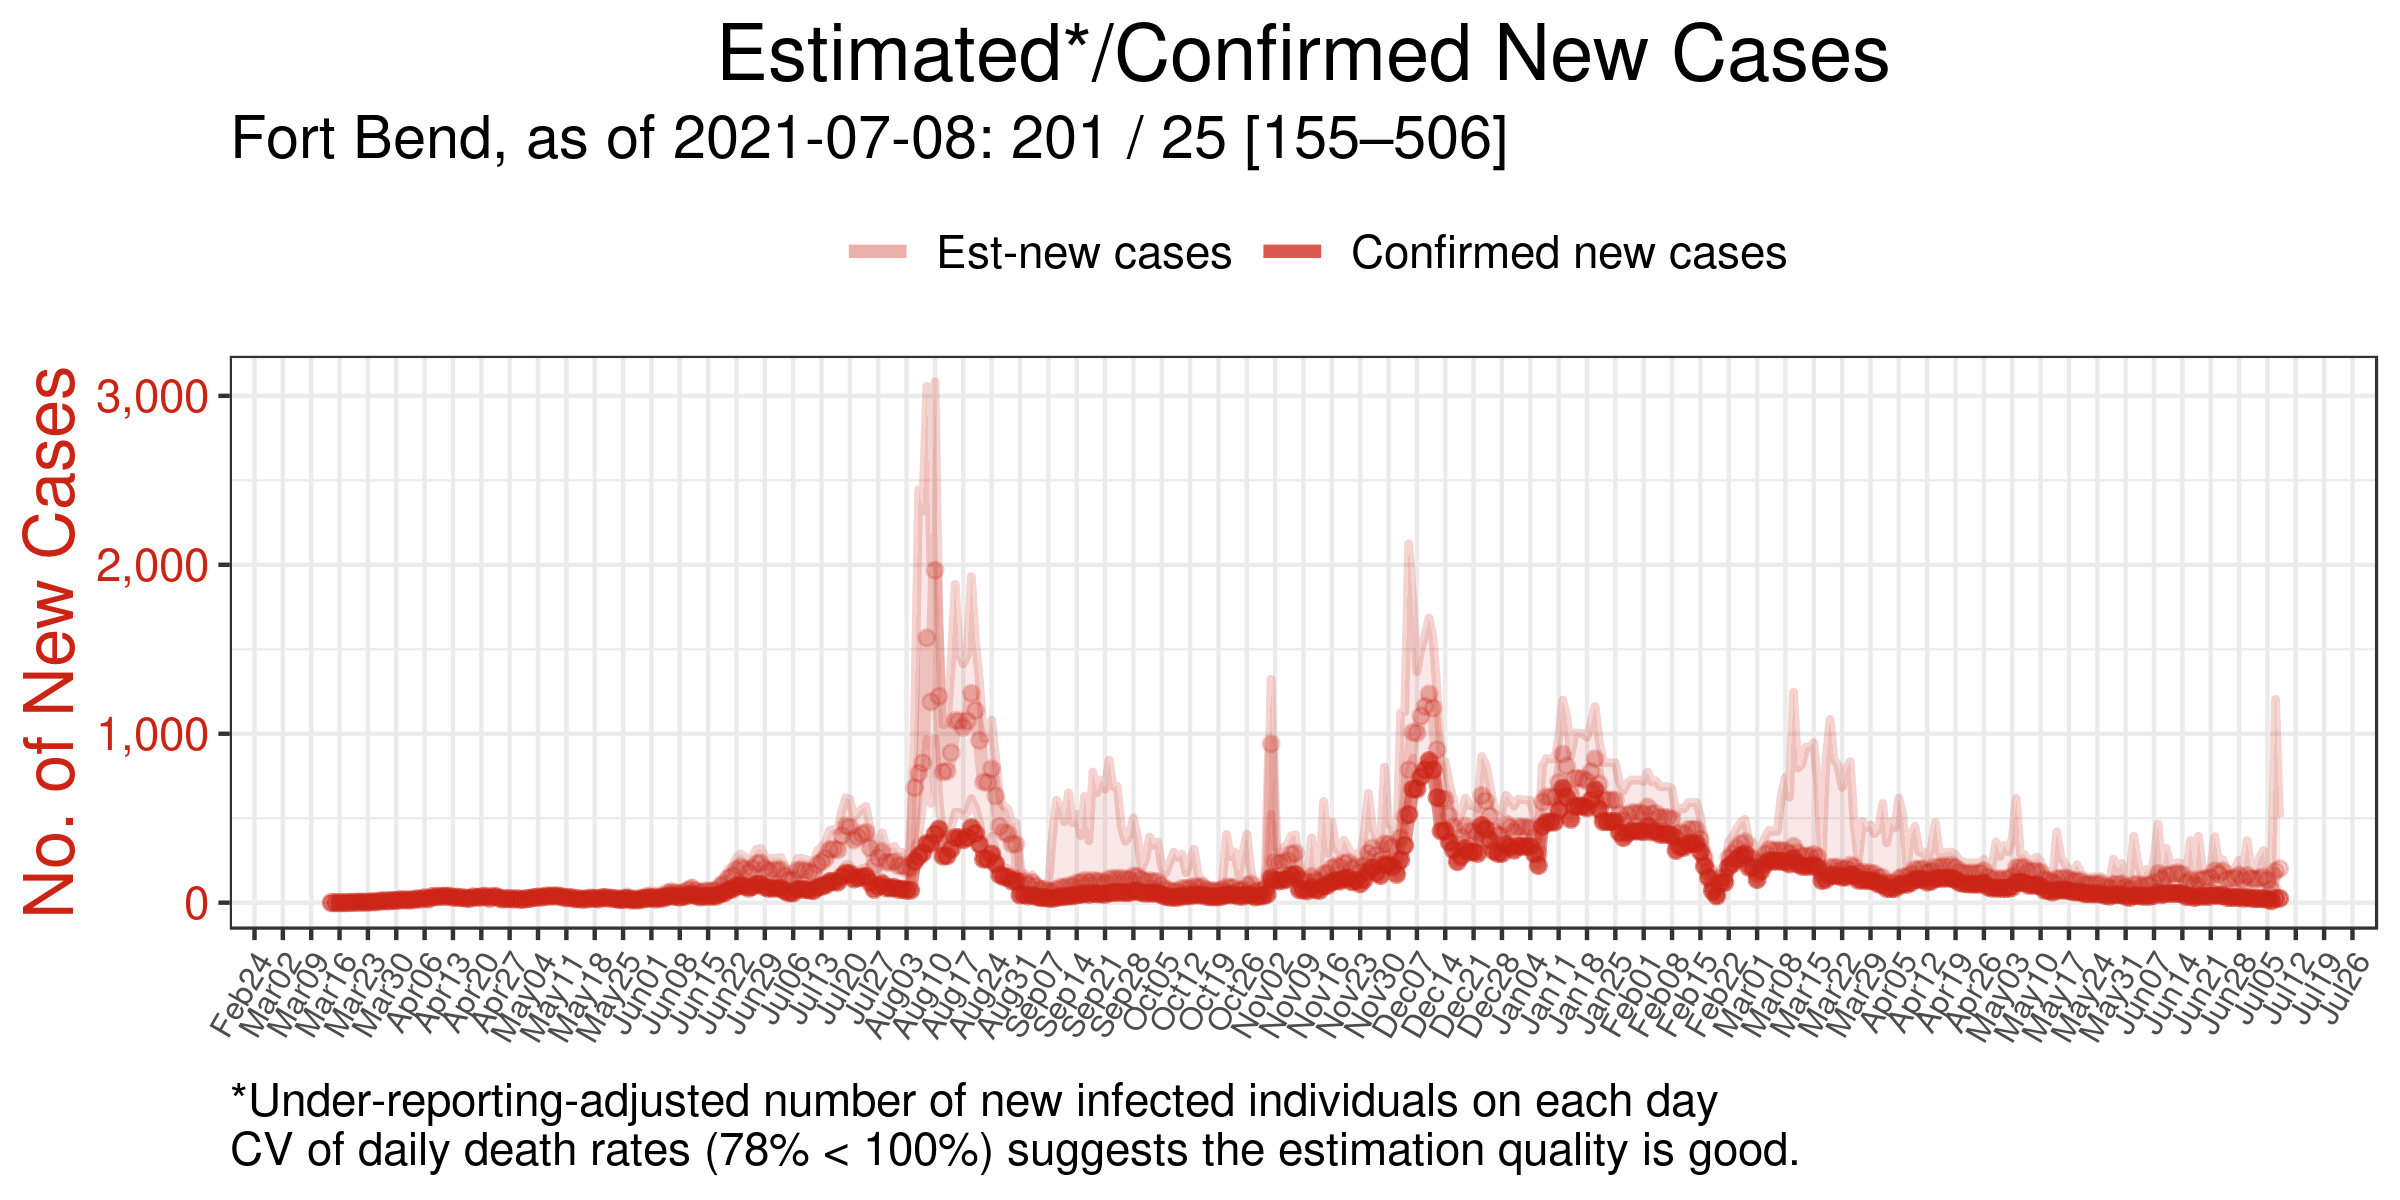 Estimated*/Confirmed New Cases
Fort Bend, as of 2021-07-08: 201 / 25 [155–506]
Est-new cases Confirmed new cases
No. of New Cases
3,000
2,000
1,000
0
Feb24 Mar02 Mar09 Mar16 Mar23 Mar30 Apr06 Apr13 Apr20 Apr27 May04 May11 May18 May25 Jun01 Jun08 Jun15 Jun22 Jun29 Jul06 Jul13 Jul20 Jul27 Aug03 Aug10 Aug17 Aug24 Aug31 Sep07 Sep14 Sep21 Sep28 Oct05 Oct12 Oct19 Oct26 Nov02 Nov09 Nov16 Nov23 Nov30 Dec07 Dec14 Dec21 Dec28 Jan04 Jan11 Jan18 Jan25 Feb01 Feb08 Feb15 Feb22 Mar01 Mar08 Mar15 Mar22 Mar29 Apr05 Apr12 Apr19 Apr26 May03 May10 May17 May24 May31 Jun07 Jun14 Jun21 Jun28 Jul05 Jul12 Jul19 Jul26
*Under-reporting-adjusted number of new infected individuals on each day
CV of daily death rates (78% < 100%) suggests the estimation quality is good.